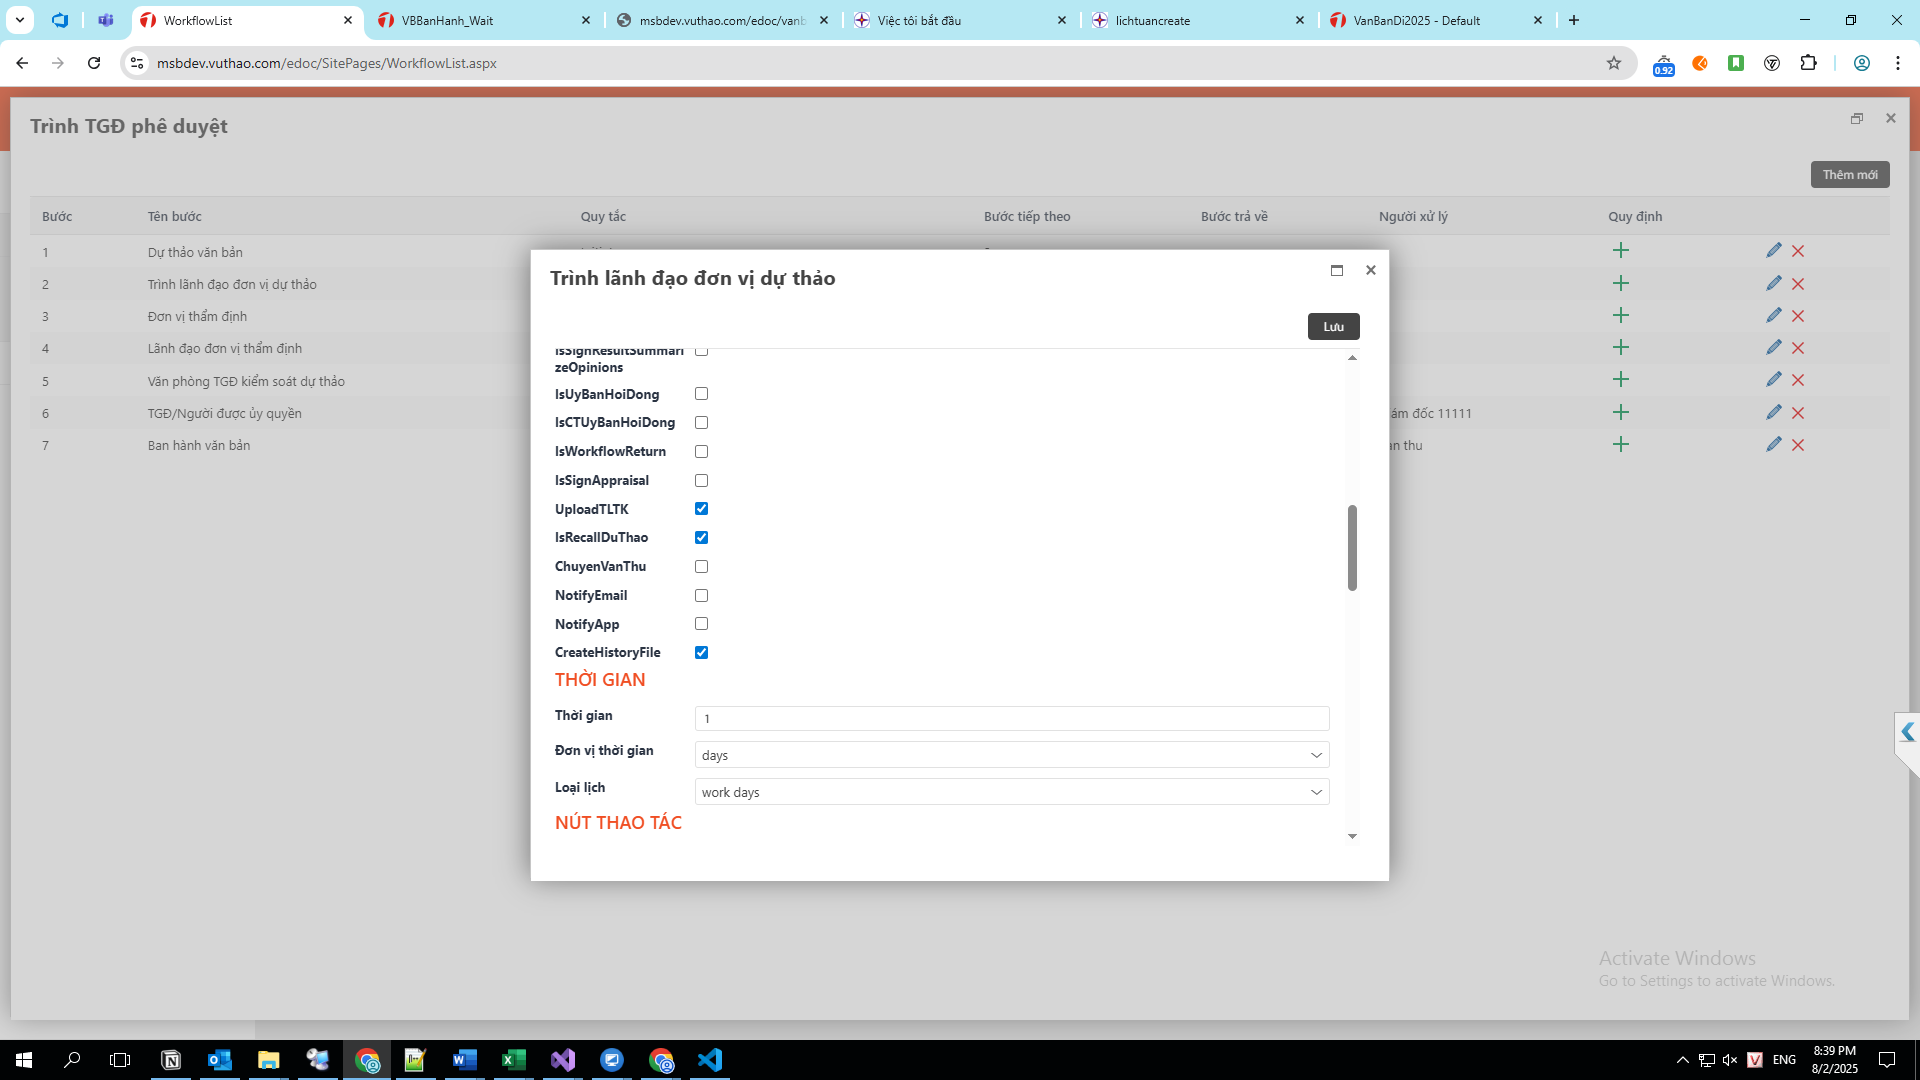 WorkflowList
VBBanHanh_Wait
msbdev.vuthao.com/edoc/vanb
Việc tôi bắt đầu
lichtuancreate
VanBanDi2025 - Default
msbdev.vuthao.com/edoc/SitePages/WorkflowList.aspx
0.92
Trình TGĐ phê duyệt
Thêm mới
Bước Tên bước Quy tắc Bước tiếp theo Bước trả về Người xử lý Quy định
1 Dự thảo văn bản
2 Trình lãnh đạo đơn vị dự thảo
3 Đơn vị thẩm định
4 Lãnh đạo đơn vị thẩm định
5 Văn phòng TGĐ kiểm soát dự thảo
6 TGĐ/Người được ủy quyền ám đốc 11111
7 Ban hành văn bản an thu
Trình lãnh đạo đơn vị dự thảo
Lưu
IsSignResultSummari
zeOpinions
IsUyBanHoiDong
IsCTUyBanHoiDong
IsWorkflowReturn
IsSignAppraisal
UploadTLTK
IsRecallDuThao
ChuyenVanThu
NotifyEmail
NotifyApp
CreateHistoryFile
THỜI GIAN
Thời gian 1
Đơn vị thời gian days
Loại lịch work days
NÚT THAO TÁC
Activate Windows
Go to Settings to activate Windows.
ENG
8:39 PM
8/2/2025